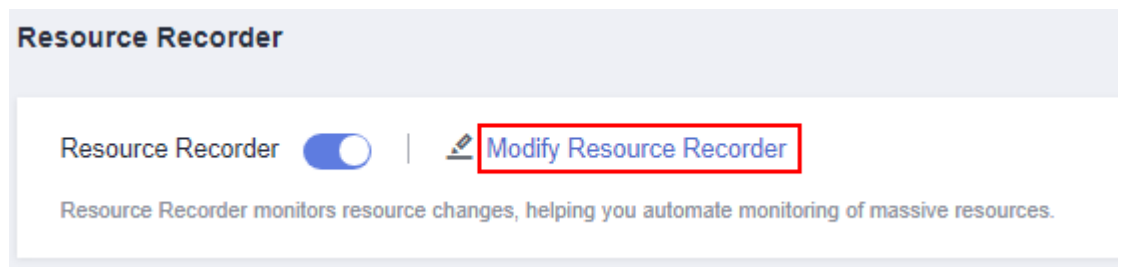 Resource Recorder
Resource Recorder | Modify Resource Recorder
Resource Recorder monitors resource changes, helping you automate monitoring of massive resources.